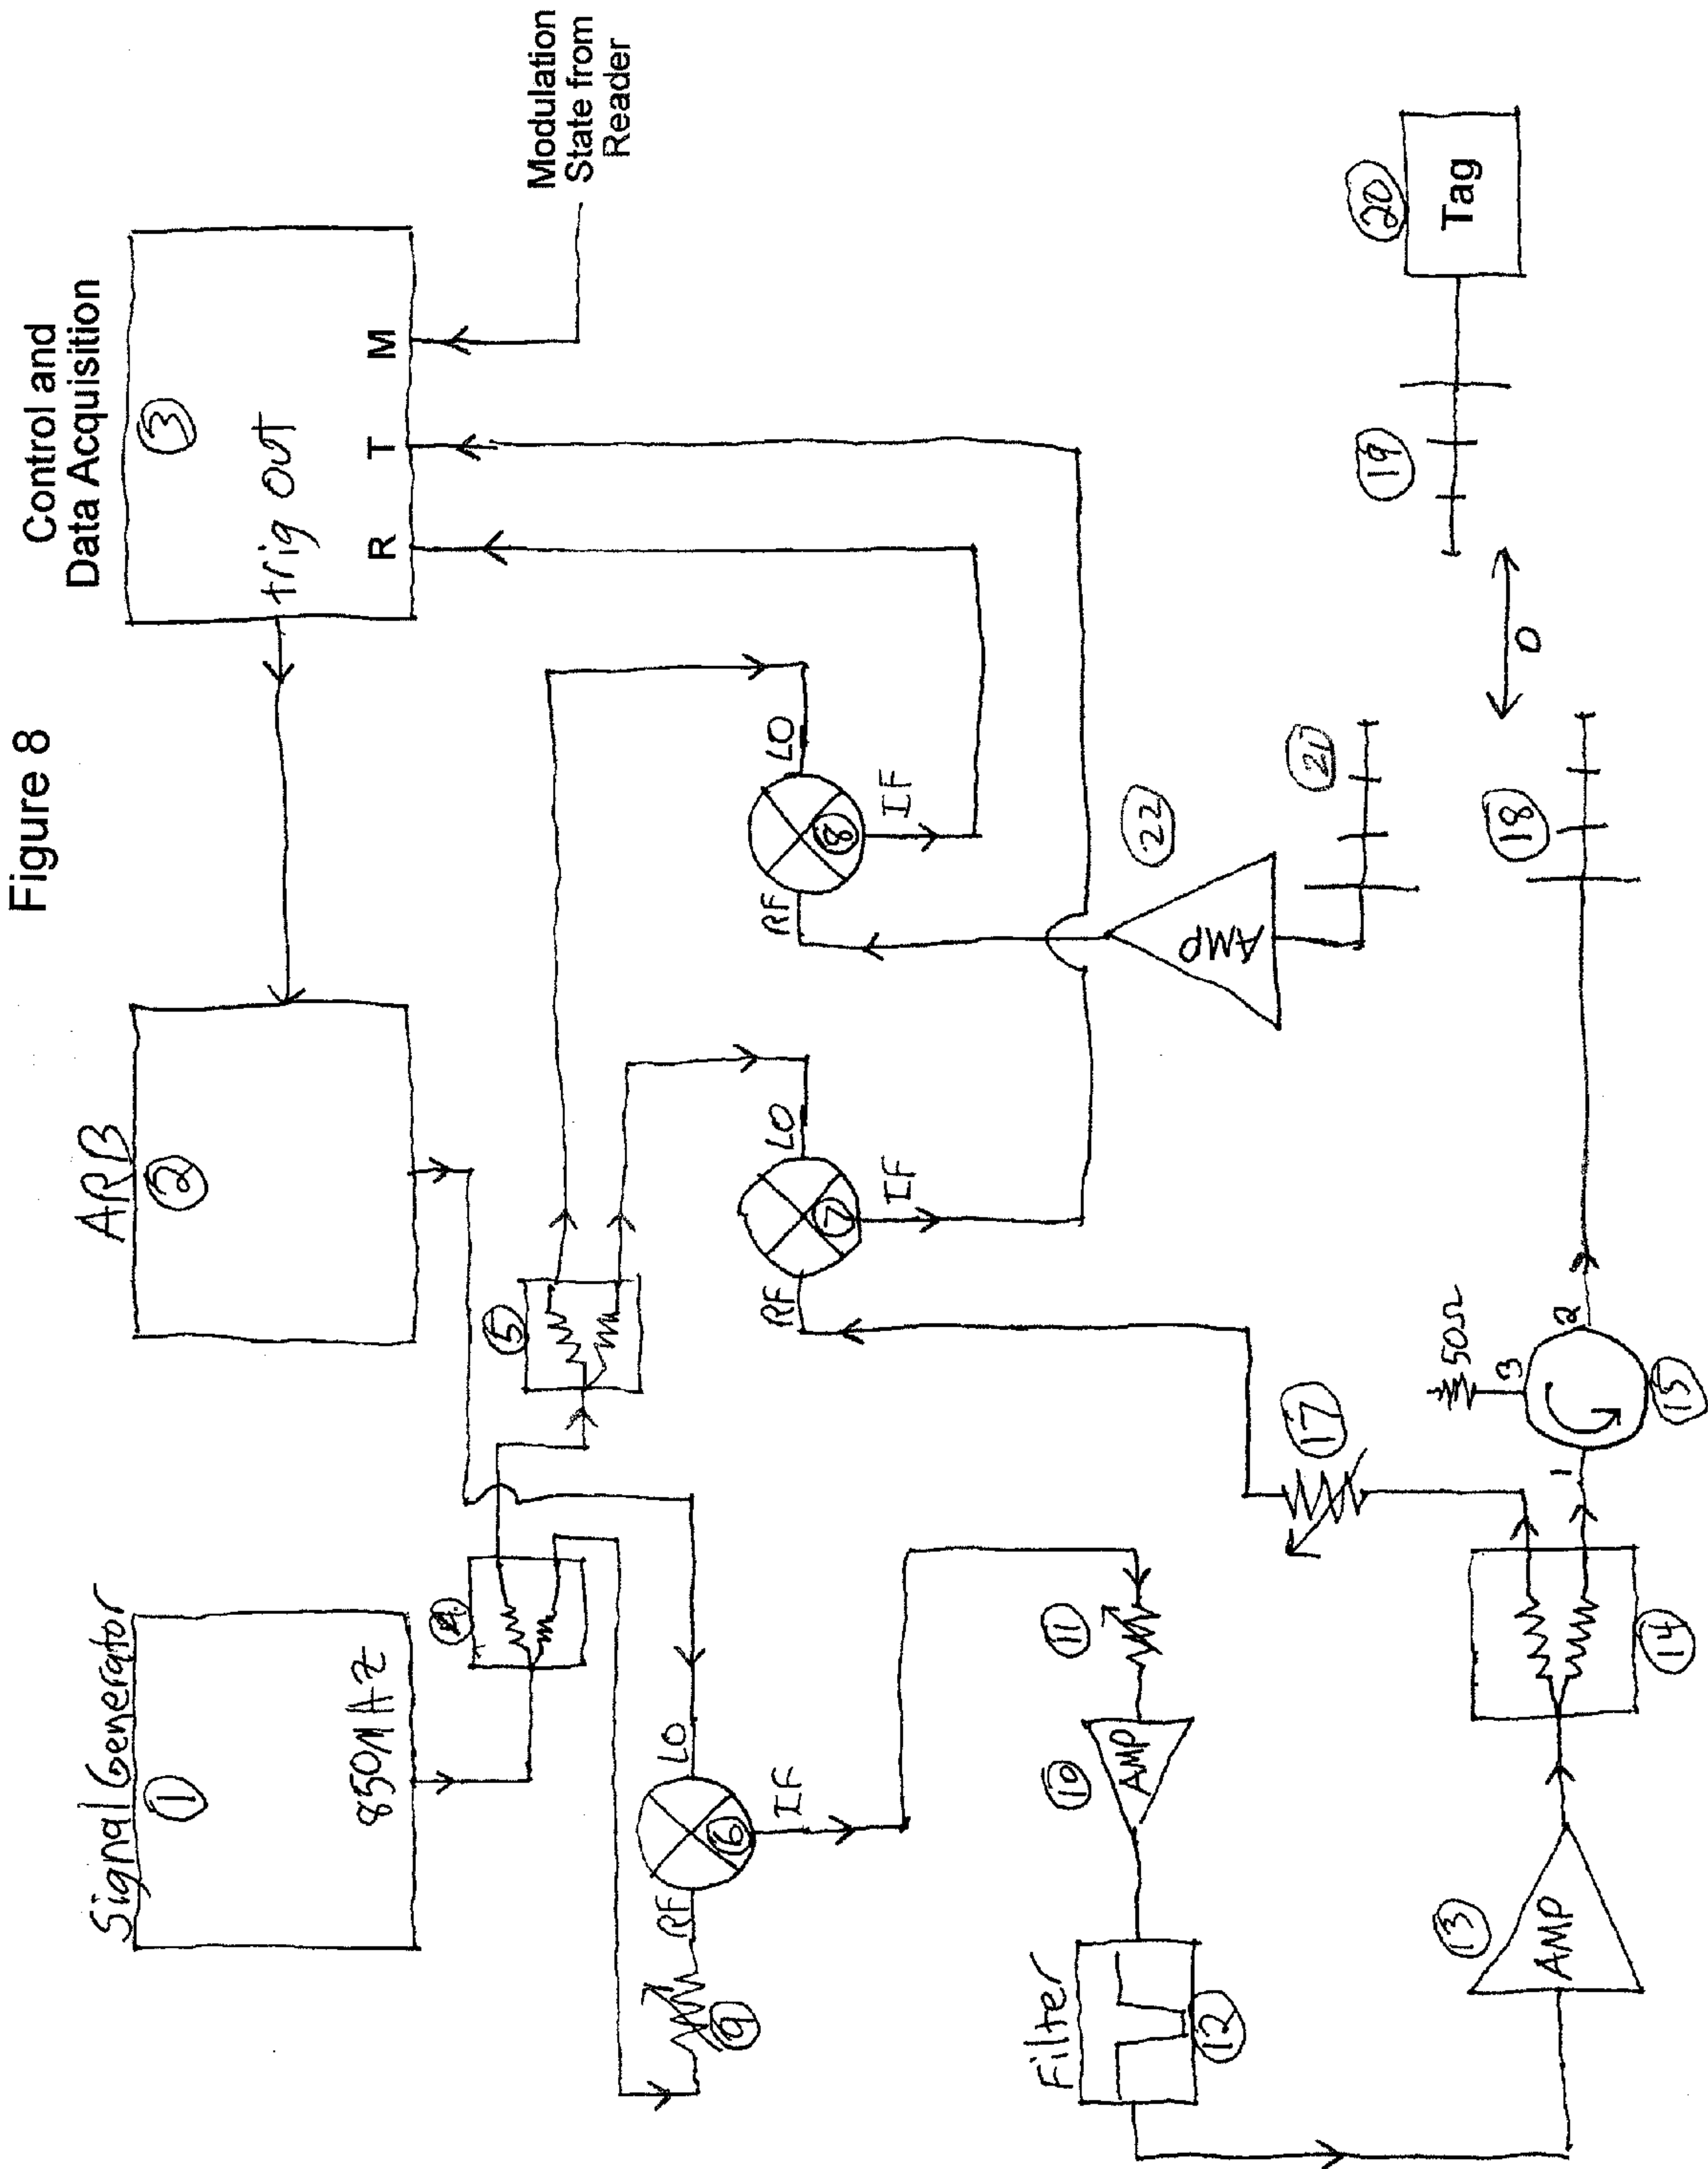 Figure 8
Signal Generator
1
850MHz
ARB
2
Control and
Data Acquisition
3
trig out
R
T
M
Modulation
State from
Reader
4
5
6
RF
LO
IF
7
RF
LO
IF
8
RF
LO
IF
9
10
AMP
11
Filter
12
13
AMP
14
17
50Ω
1
2
3
15
18
19
20
Tag
21
22
AMP
D